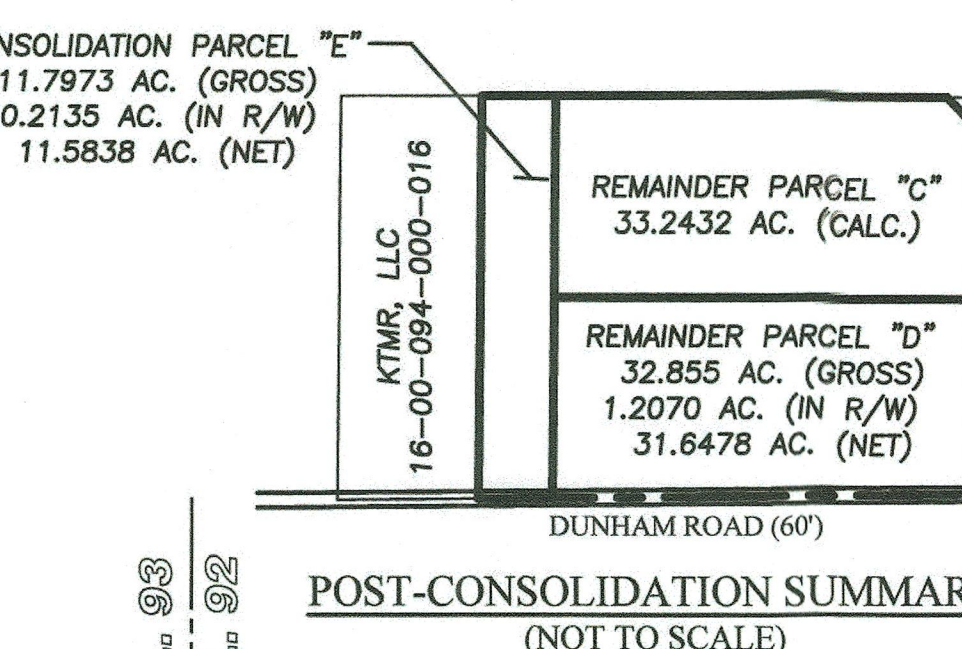 NSOLIDATION PARCEL "E"
11.7973 AC. (GROSS)
0.2135 AC. (IN R/W)
11.5838 AC. (NET)
KTMR, LLC
16-00-094-000-016
REMAINDER PARCEL "C"
33.2432 AC. (CALC.)
REMAINDER PARCEL "D"
32.855 AC. (GROSS)
1.2070 AC. (IN R/W)
31.6478 AC. (NET)
DUNHAM ROAD (60')
93
92
POST-CONSOLIDATION SUMMAR
(NOT TO SCALE)